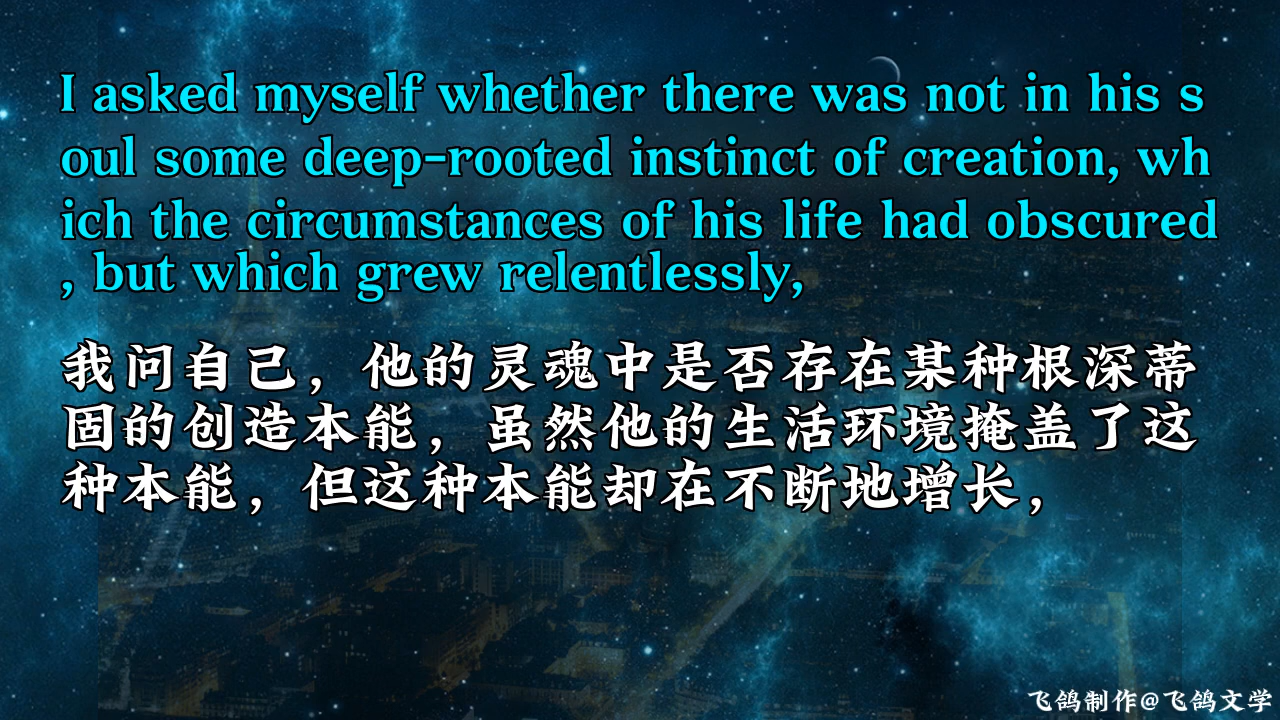 I asked myself whether there was not in his s
oul some deep-rooted instinct of creation, wh
ich the circumstances of his life had obscured
, but which grew relentlessly,
我问自己，他的灵魂中是否存在某种根深蒂
固的创造本能，虽然他的生活环境掩盖了这
种本能，但这种本能却在不断地增长，
飞鸽制作@飞鸽文学